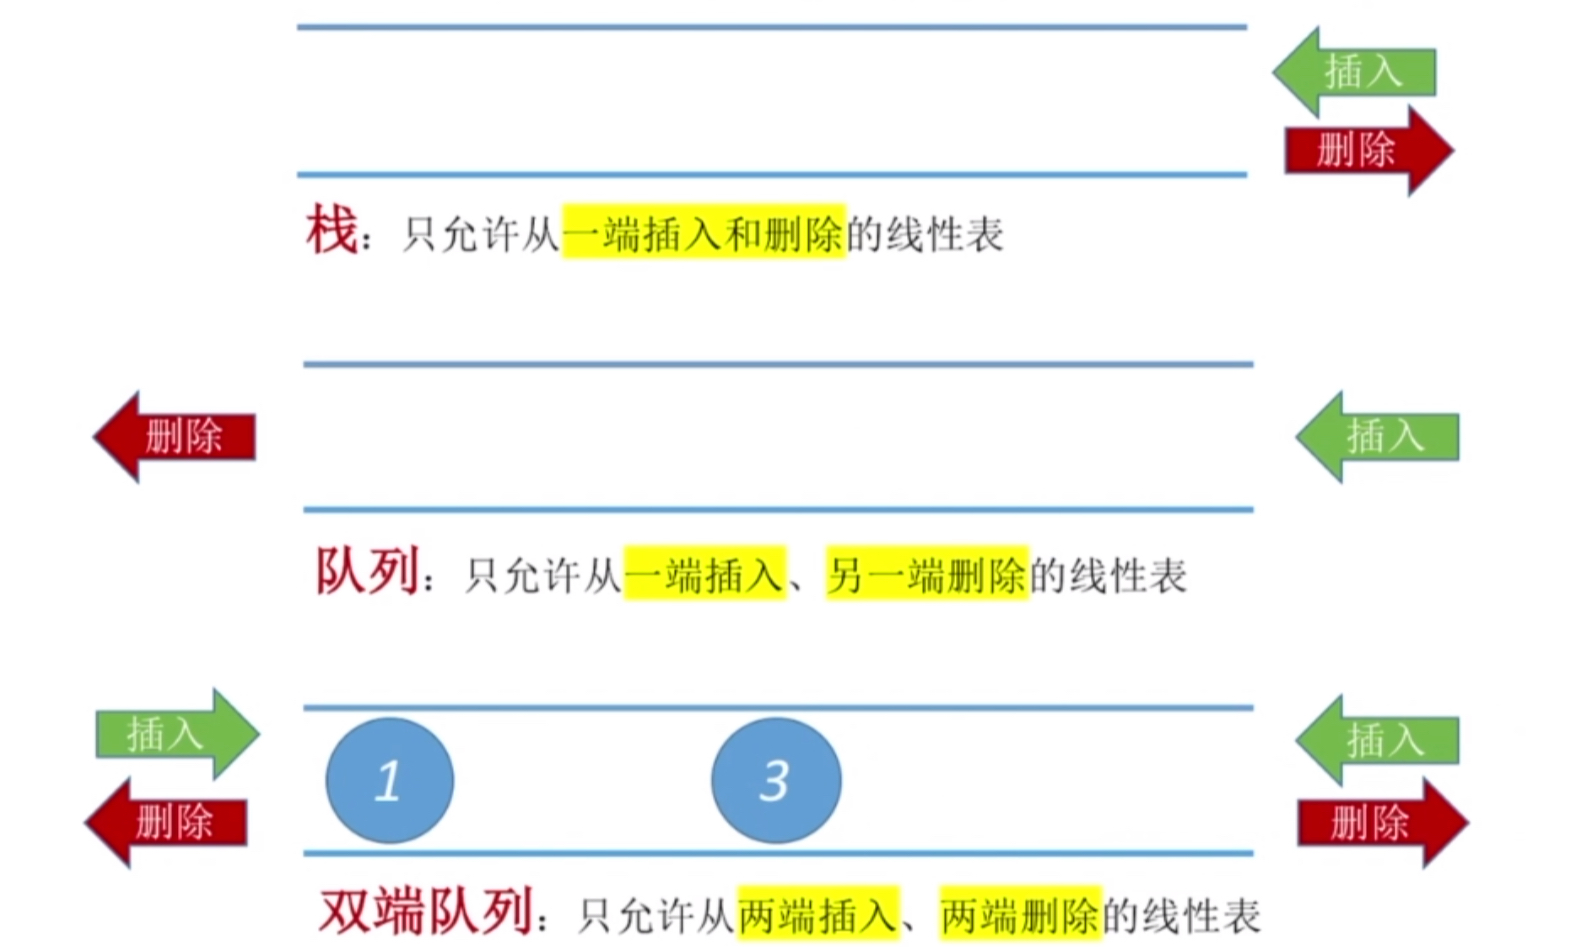 插入
删除
栈：只允许从一端插入和删除的线性表
删除
插入
队列：只允许从一端插入、另一端删除的线性表
插入
删除
1
3
插入
删除
双端队列：只允许从两端插入、两端删除的线性表